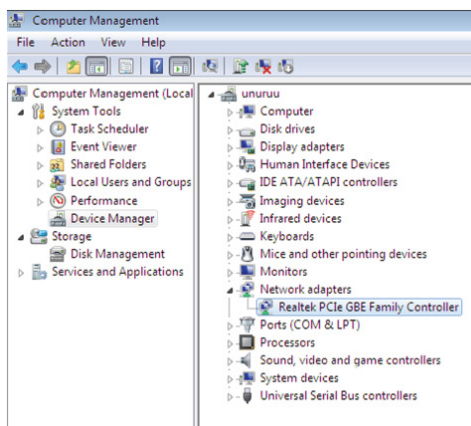 Computer Management
File Action View Help
Computer Management (Local
System Tools
Task Scheduler
Event Viewer
Shared Folders
Local Users and Groups
Performance
Device Manager
Storage
Disk Management
Services and Applications
unuruu
Computer
Disk drives
Display adapters
Human Interface Devices
IDE ATA/ATAPI controllers
Imaging devices
Infrared devices
Keyboards
Mice and other pointing devices
Monitors
Network adapters
Realtek PCIe GBE Family Controller
Ports (COM & LPT)
Processors
Sound, video and game controllers
System devices
Universal Serial Bus controllers